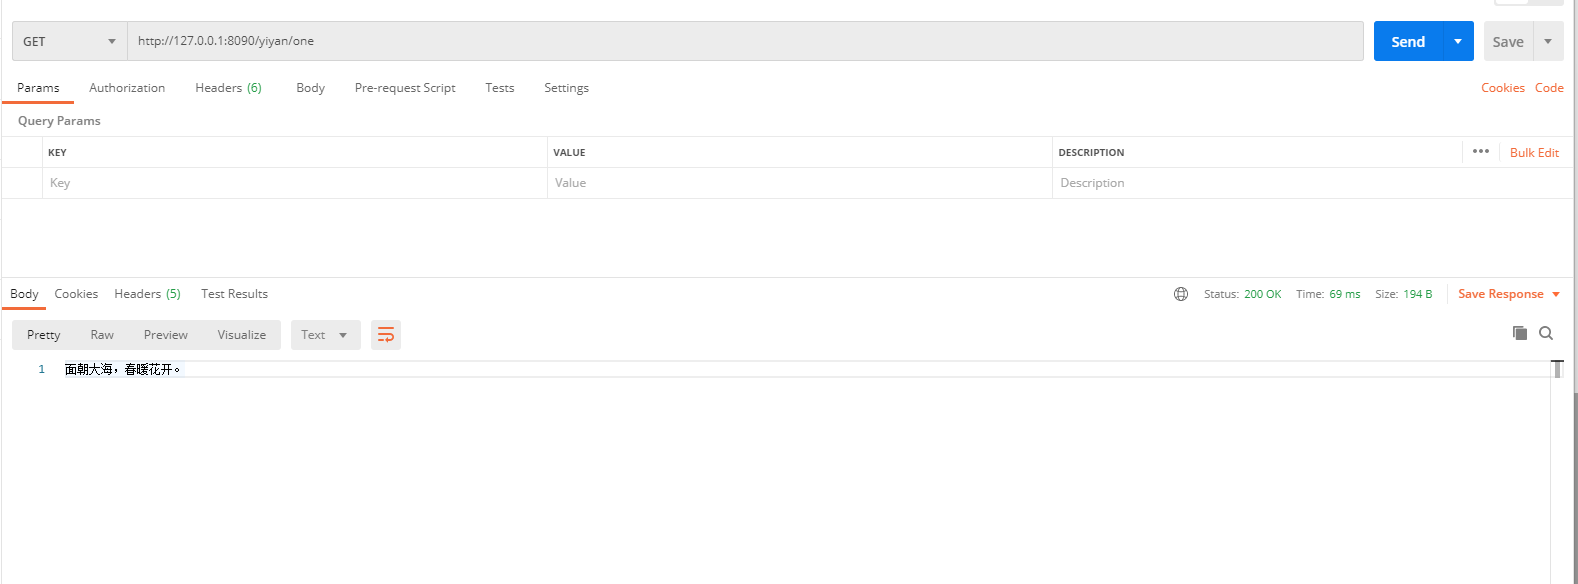 GET http://127.0.0.1:8090/yiyan/one Send Save
Params Authorization Headers (6) Body Pre-request Script Tests Settings Cookies Code
Query Params
KEY VALUE DESCRIPTION ••• Bulk Edit
Key Value Description
Body Cookies Headers (5) Test Results Status: 200 OK Time: 69 ms Size: 194 B Save Response
Pretty Raw Preview Visualize Text
1 面朝大海，春暖花开。